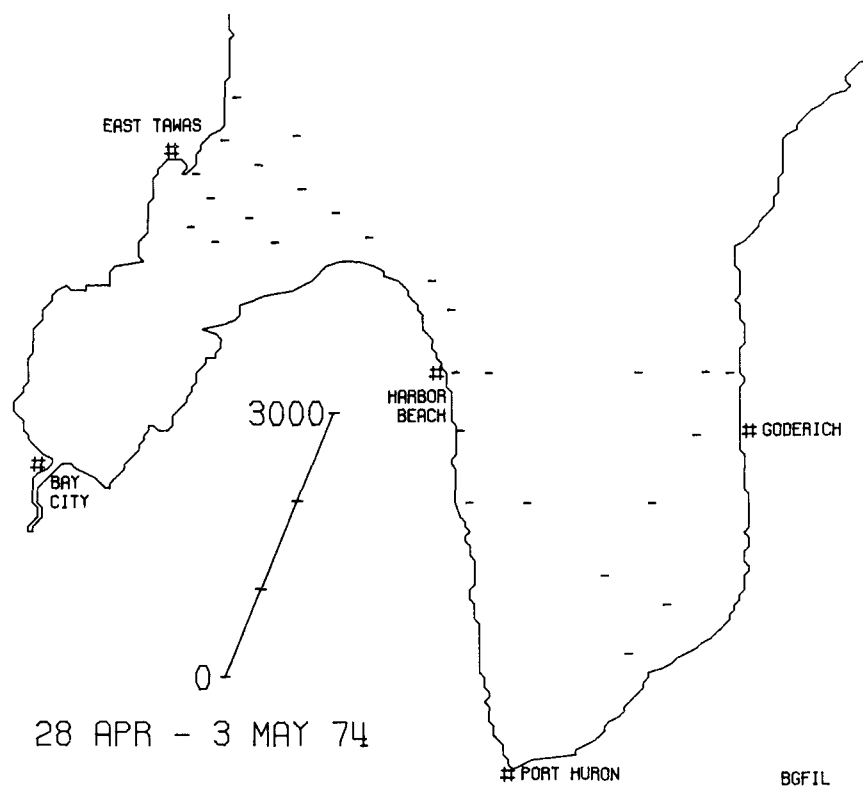 EAST TAWAS
HARBOR
BEACH
3000
GODERICH
BAY
CITY
0
28 APR - 3 MAY 74
PORT HURON
BGFIL